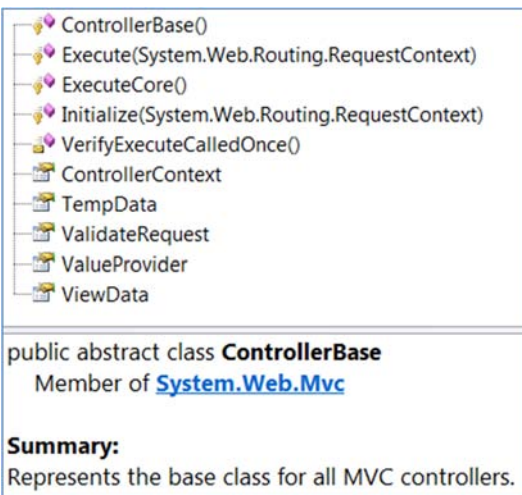 ControllerBase()
Execute(System.Web.Routing.RequestContext)
ExecuteCore()
Initialize(System.Web.Routing.RequestContext)
VerifyExecuteCalledOnce()
ControllerContext
TempData
ValidateRequest
ValueProvider
ViewData
public abstract class ControllerBase
Member of System.Web.Mvc
Summary:
Represents the base class for all MVC controllers.